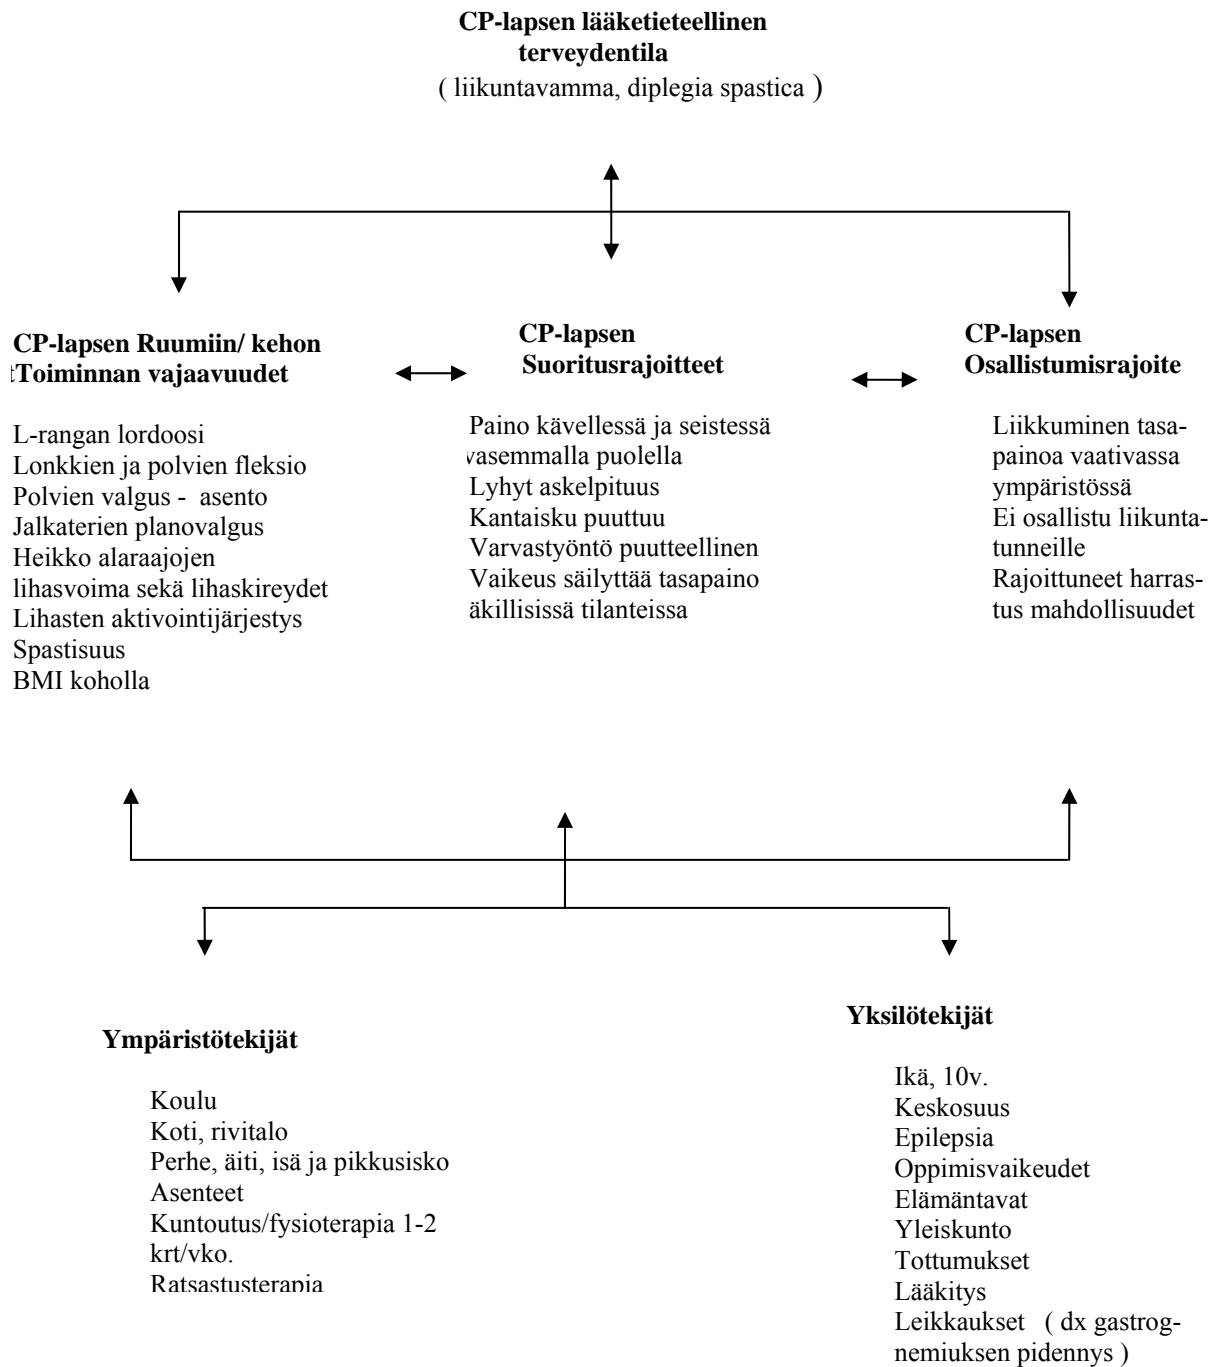 CP-lapsen lääketieteellinen
terveydentila
( liikuntavamma, diplegia spastica )
CP-lapsen Ruumiin/ kehon
tToiminnan vajaavuudet
L-rangan lordoosi
Lonkkien ja polvien fleksio
Polvien valgus - asento
Jalkaterien planovalgus
Heikko alaraajojen
lihasvoima sekä lihaskireydet
Lihasten aktivointijärjestys
Spastisuus
BMI koholla
CP-lapsen
Suoritusrajoitteet
Paino kävellessä ja seistessä
vasemmalla puolella
Lyhyt askelpituus
Kantaisku puuttuu
Varvastyöntö puutteellinen
Vaikeus säilyttää tasapaino
äkillisissä tilanteissa
CP-lapsen
Osallistumisrajoite
Liikkuminen tasa-
painoa vaativassa
ympäristössä
Ei osallistu liikunta-
tunneille
Rajoittuneet harras-
tus mahdollisuudet
Ympäristötekijät
Koulu
Koti, rivitalo
Perhe, äiti, isä ja pikkusisko
Asenteet
Kuntoutus/fysioterapia 1-2
krt/vko.
Ratsastusterapia
Yksilötekijät
Ikä, 10v.
Keskosuus
Epilepsia
Oppimisvaikeudet
Elämäntavat
Yleiskunto
Tottumukset
Lääkitys
Leikkaukset ( dx gastrog-
nemiuksen pidennys )